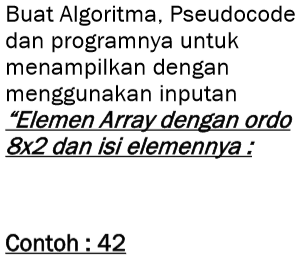 Buat Algoritma, Pseudocode
dan programnya untuk
menampilkan dengan
menggunakan inputan
“Elemen Array dengan ordo
8x2 dan isi elemennya :
Contoh : 42